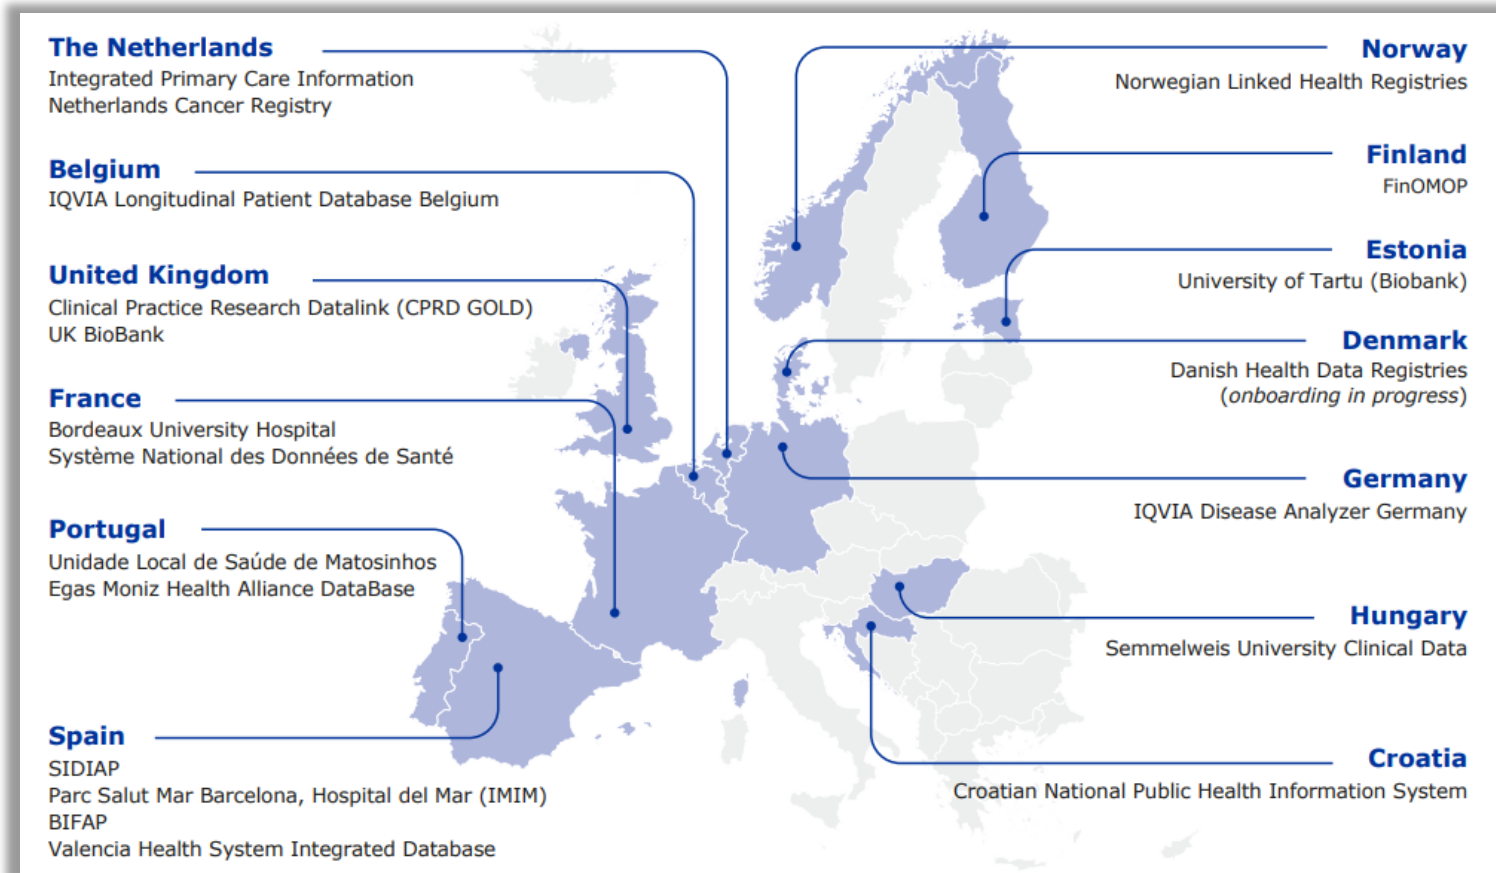 The Netherlands
Integrated Primary Care Information
Netherlands Cancer Registry
Belgium
IQVIA Longitudinal Patient Database Belgium
United Kingdom
Clinical Practice Research Datalink (CPRD GOLD)
UK BioBank
France
Bordeaux University Hospital
Système National des Données de Santé
Portugal
Unidade Local de Saúde de Matosinhos
Egas Moniz Health Alliance DataBase
Spain
SIDIAP
Parc Salut Mar Barcelona, Hospital del Mar (IMIM)
BIFAP
Valencia Health System Integrated Database
Norway
Norwegian Linked Health Registries
Finland
FinOMOP
Estonia
University of Tartu (Biobank)
Denmark
Danish Health Data Registries
(onboarding in progress)
Germany
IQVIA Disease Analyzer Germany
Hungary
Semmelweis University Clinical Data
Croatia
Croatian National Public Health Information System